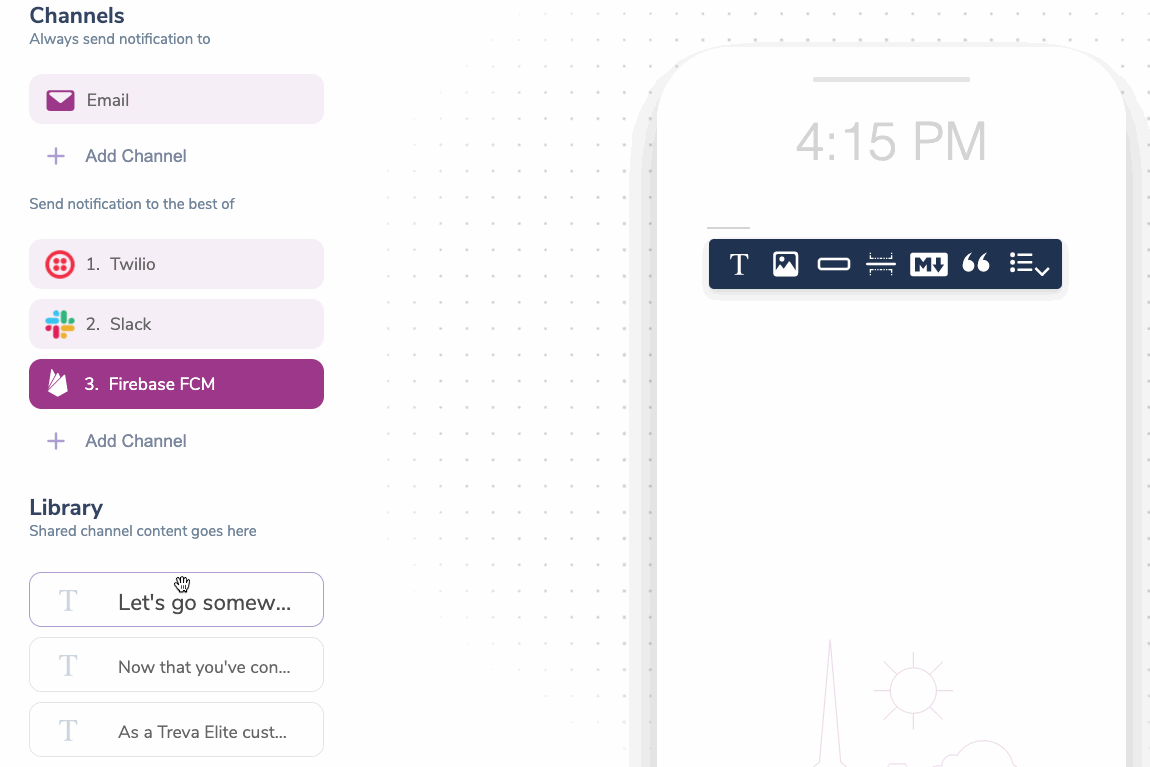 Channels
Always send notification to
Email
Add Channel
Send notification to the best of
1. Twilio
2. Slack
3. Firebase FCM
Add Channel
Library
Shared channel content goes here
T Let's go somew...
T Now that you've con...
T As a Treva Elite cust...
4:15 PM
T M